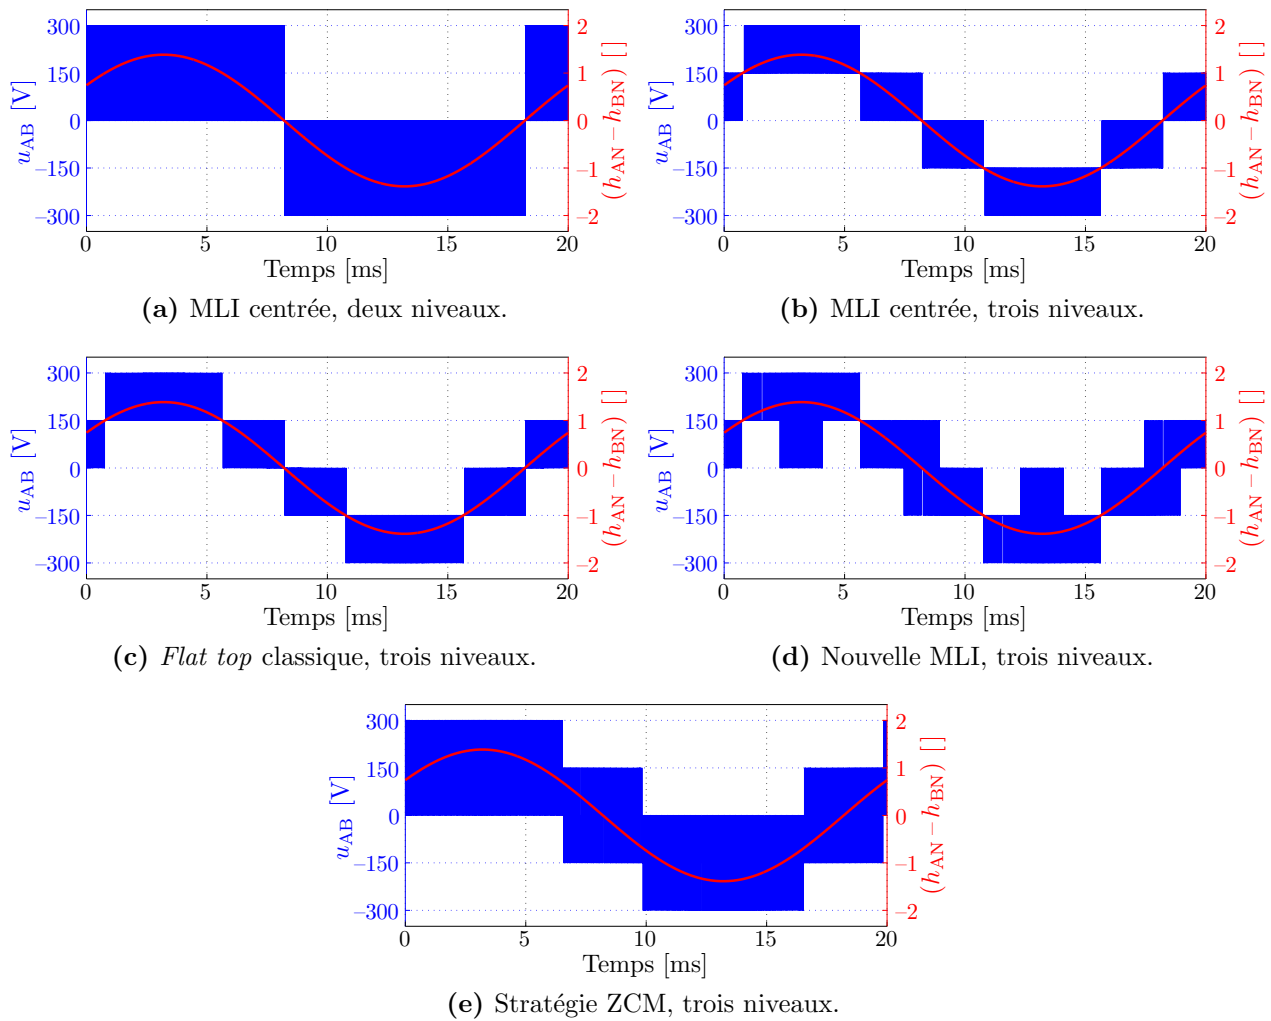 300
150
0
−150
−300
u_AB [V]
2
1
0
−1
−2
(h_AN − h_BN) [ ]
0 5 10 15 20
Temps [ms]
(a) MLI centrée, deux niveaux.
300
150
0
−150
−300
u_AB [V]
2
1
0
−1
−2
(h_AN − h_BN) [ ]
0 5 10 15 20
Temps [ms]
(b) MLI centrée, trois niveaux.
300
150
0
−150
−300
u_AB [V]
2
1
0
−1
−2
(h_AN − h_BN) [ ]
0 5 10 15 20
Temps [ms]
(c) Flat top classique, trois niveaux.
300
150
0
−150
−300
u_AB [V]
2
1
0
−1
−2
(h_AN − h_BN) [ ]
0 5 10 15 20
Temps [ms]
(d) Nouvelle MLI, trois niveaux.
300
150
0
−150
−300
u_AB [V]
2
1
0
−1
−2
(h_AN − h_BN) [ ]
0 5 10 15 20
Temps [ms]
(e) Stratégie ZCM, trois niveaux.